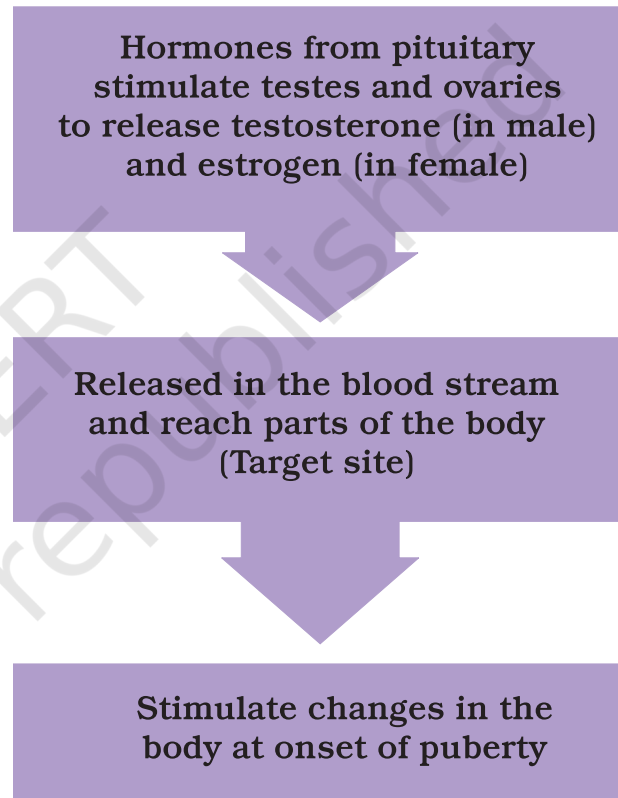 Hormones from pituitary
stimulate testes and ovaries
to release testosterone (in male)
and estrogen (in female)
Released in the blood stream
and reach parts of the body
(Target site)
Stimulate changes in the
body at onset of puberty
ERT
republished